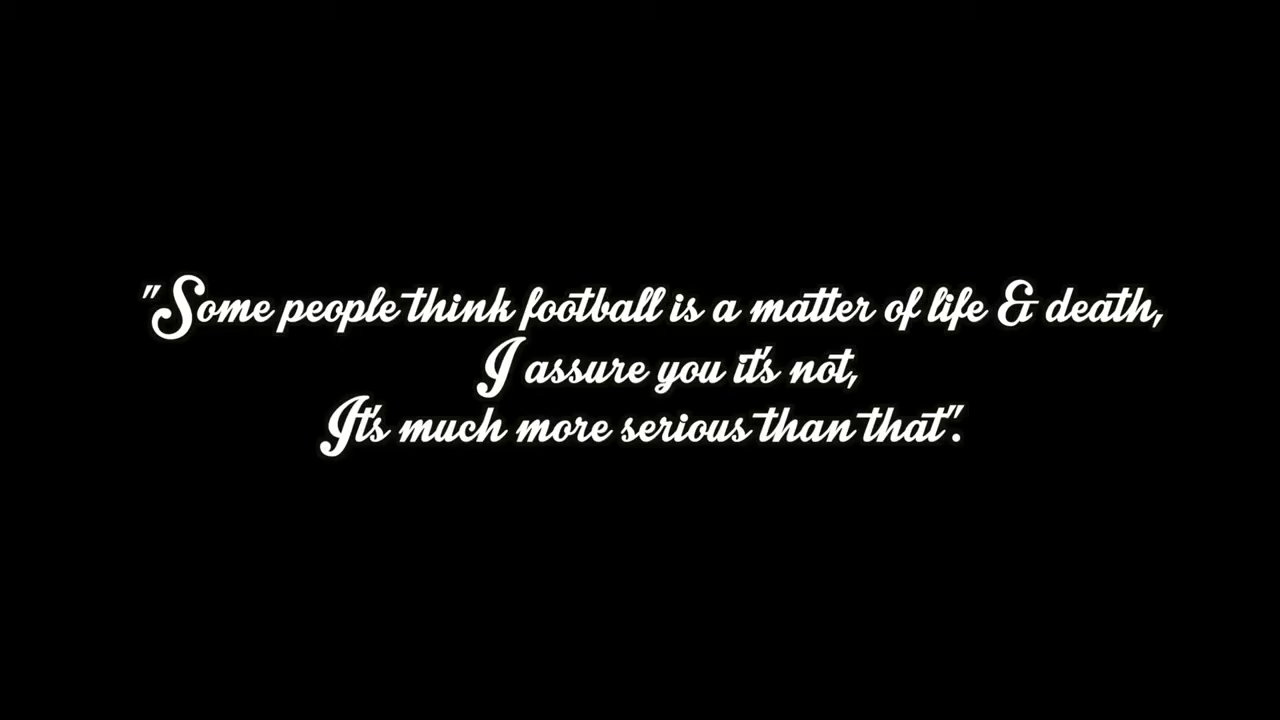 "Some people think football is a matter of life & death,
I assure you it's not,
It's much more serious than that".